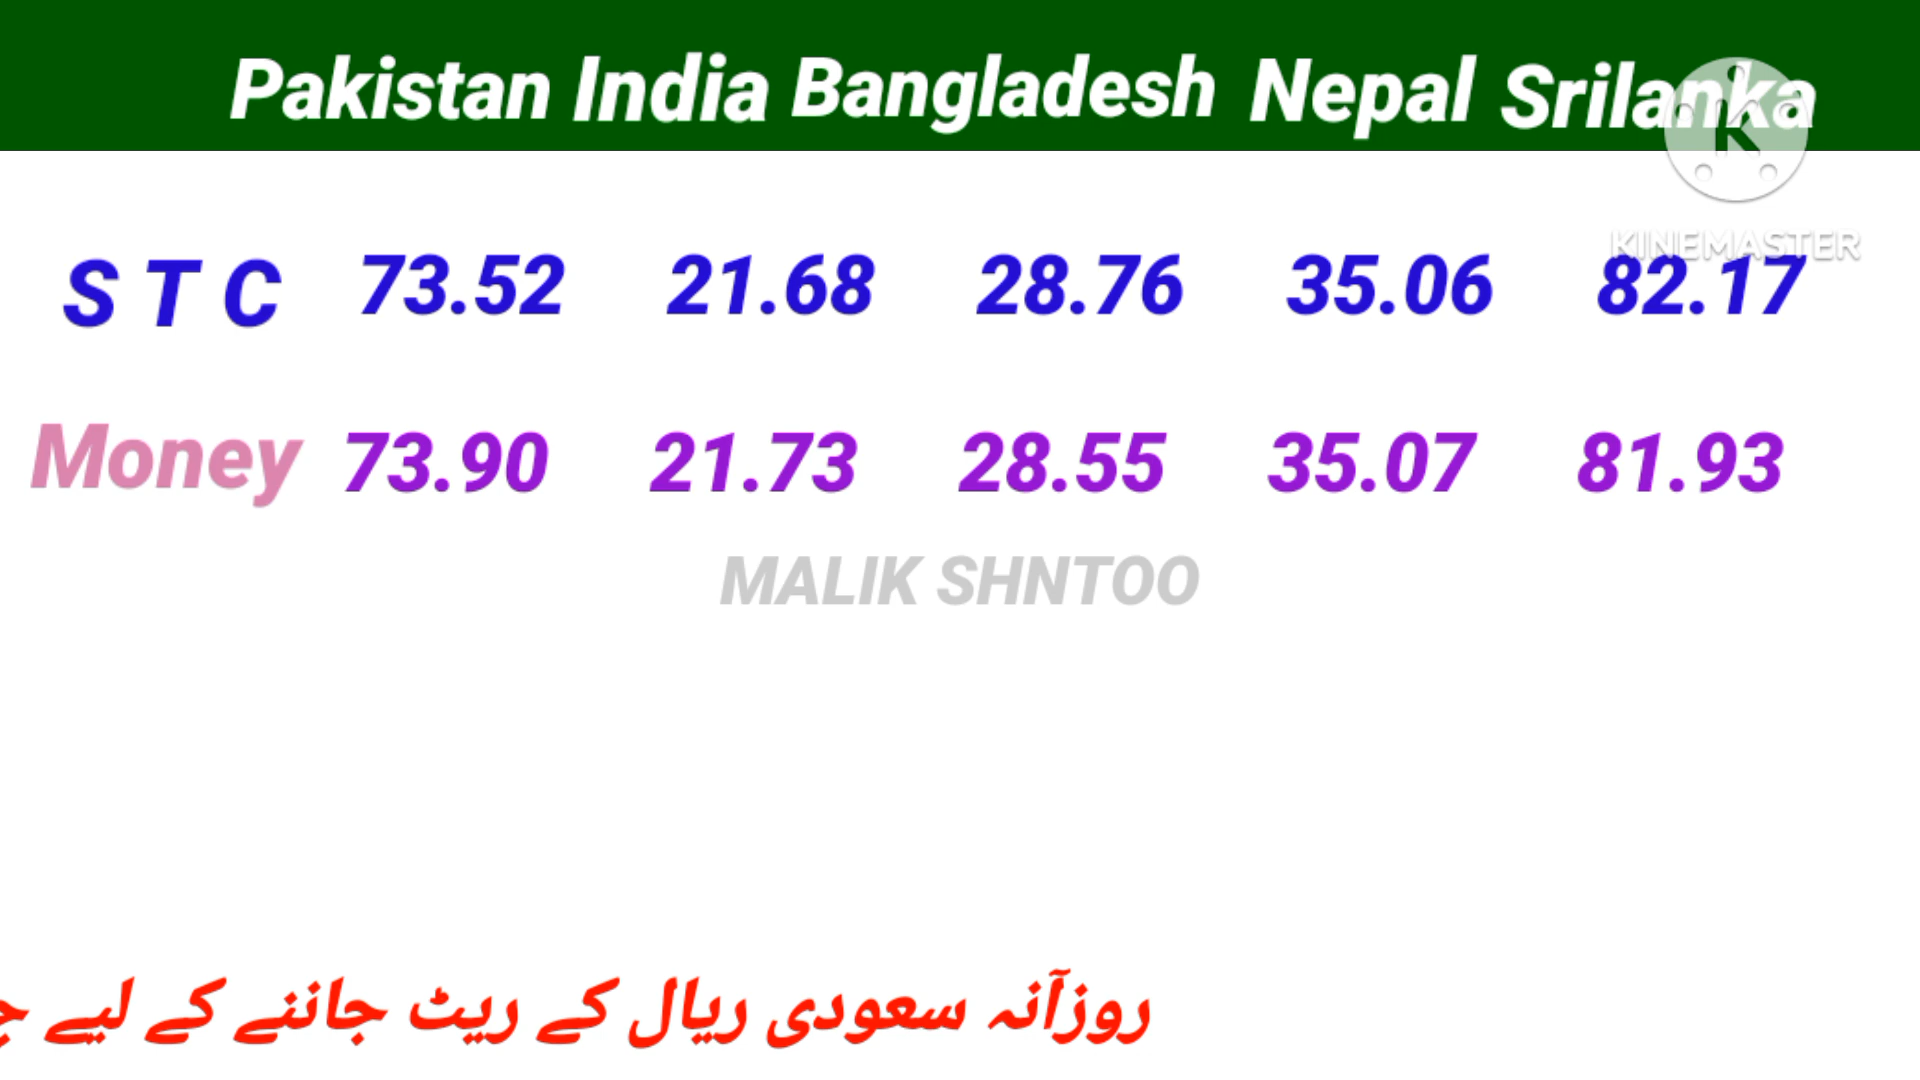 Pakistan India Bangladesh Nepal Srilanka
KINEMASTER
S T C 73.52 21.68 28.76 35.06 82.17
Money 73.90 21.73 28.55 35.07 81.93
MALIK SHNTOO
روزآنہ سعودی ریال کے ریٹ جاننے کے لیے